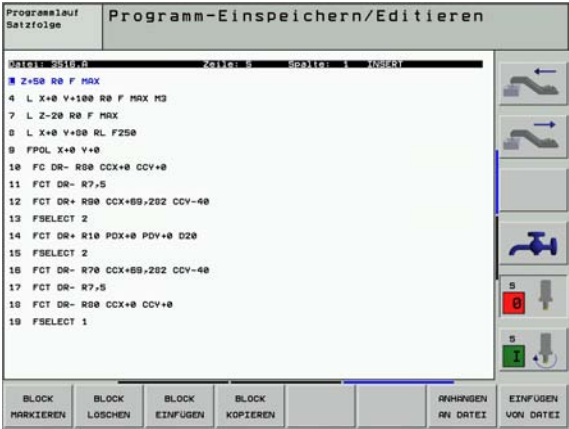 Programmlauf
Satzfolge
Programm-Einspeichern/Editieren
Datei: 3516.A Zeile: 5 Spalte: 1 INSERT
Z+50 R0 F MAX
4 L X+0 Y+100 R0 F MAX M3
7 L Z-20 R0 F MAX
8 L X+0 Y+80 RL F250
9 FPOL X+0 Y+0
10 FC DR- R80 CCX+0 CCY+0
11 FCT DR- R7,5
12 FCT DR+ R90 CCX+69,282 CCY-40
13 FSELECT 2
14 FCT DR+ R10 PDX+0 PDY+0 D20
15 FSELECT 2
16 FCT DR- R70 CCX+69,282 CCY-40
17 FCT DR- R7,5
18 FCT DR- R80 CCX+0 CCY+0
19 FSELECT 1
S
0
S
I
BLOCK MARKIEREN
BLOCK LÖSCHEN
BLOCK EINFÜGEN
BLOCK KOPIEREN
ANHÄNGEN AN DATEI
EINFÜGEN VON DATEI